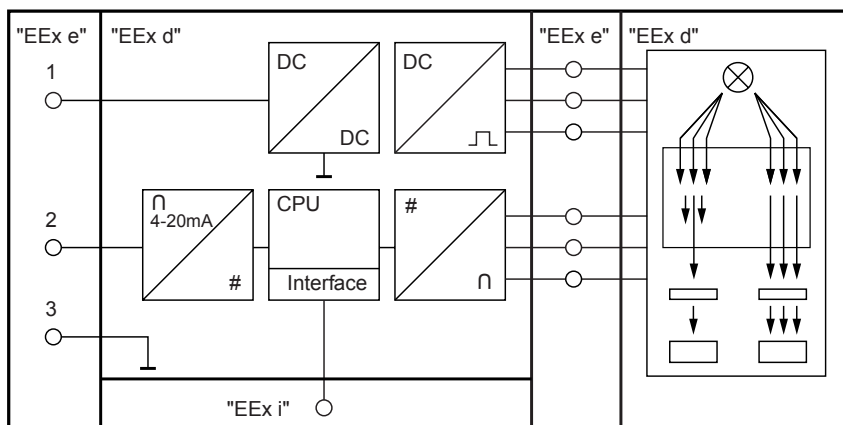 "EEx e"
"EEx d"
"EEx e"
"EEx d"
1
DC
DC
DC
2
∩
4-20mA
#
CPU
Interface
#
∩
3
"EEx i"